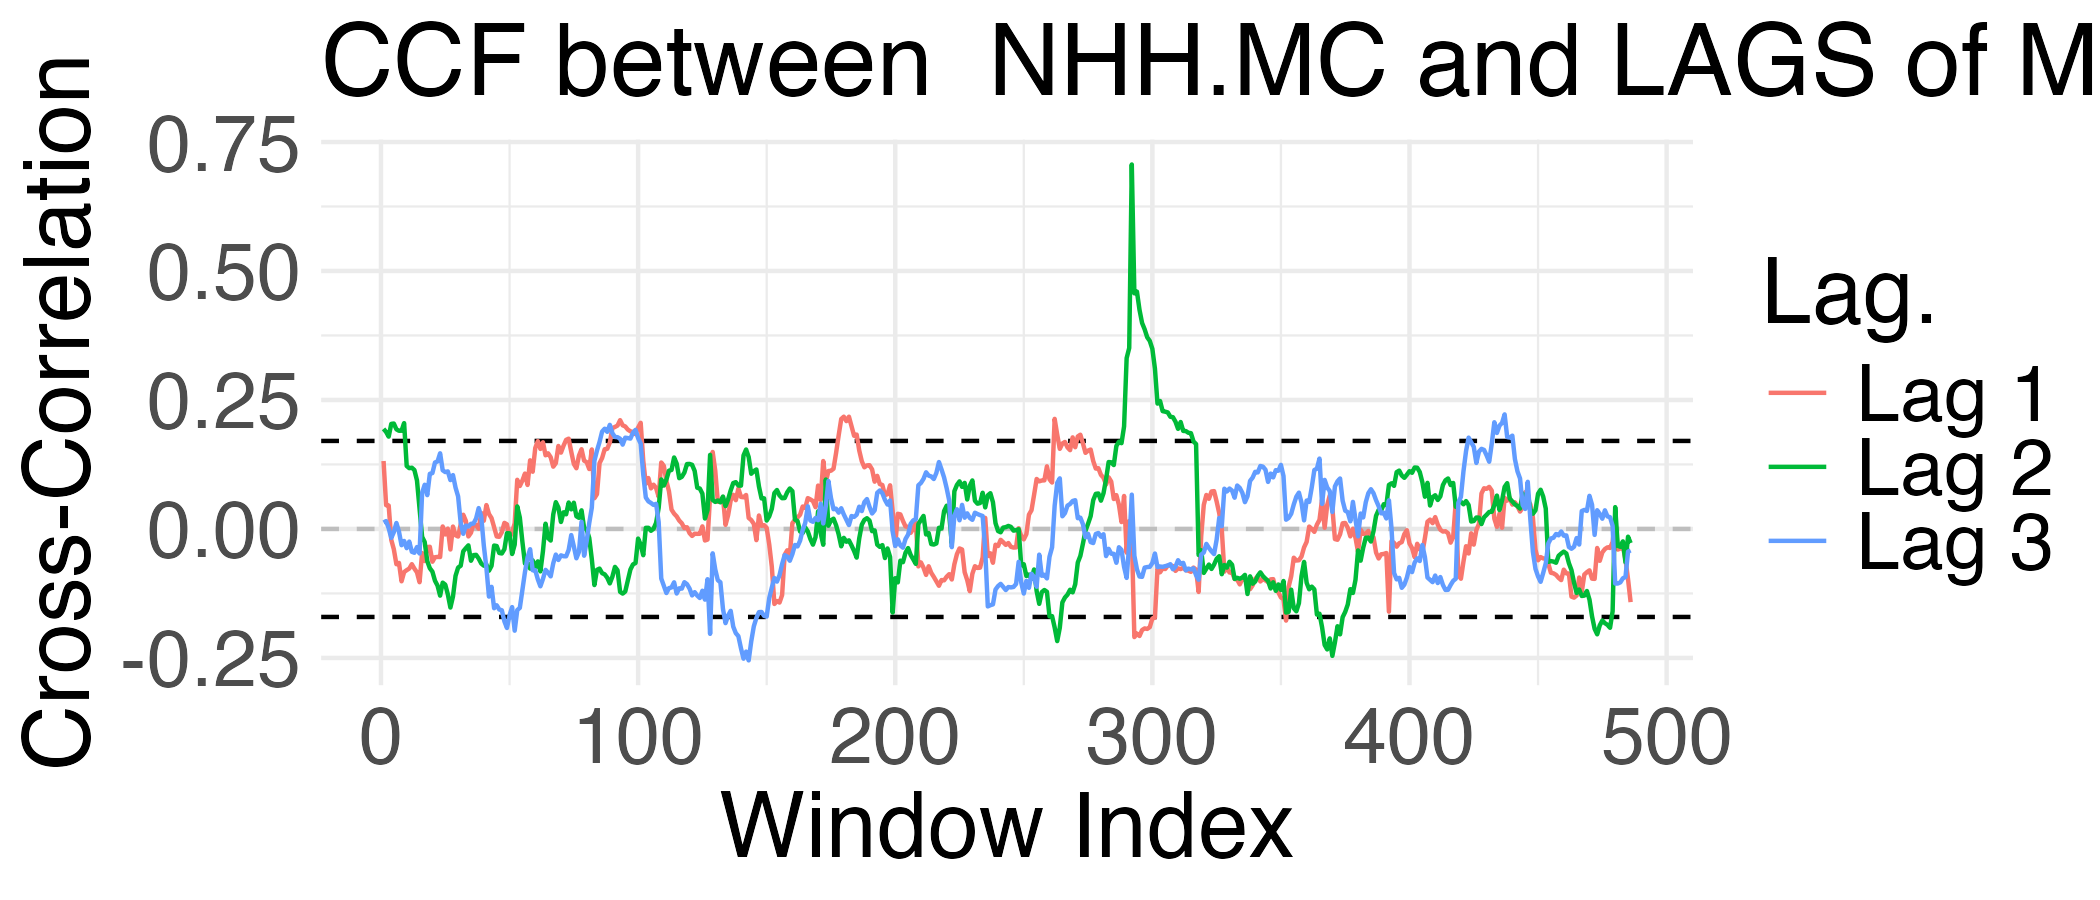 CCF between  NHH.MC and LAGS of M
Cross-Correlation
0.75
0.50
0.25
0.00
-0.25
0 100 200 300 400 500
Window Index
Lag.
Lag 1
Lag 2
Lag 3